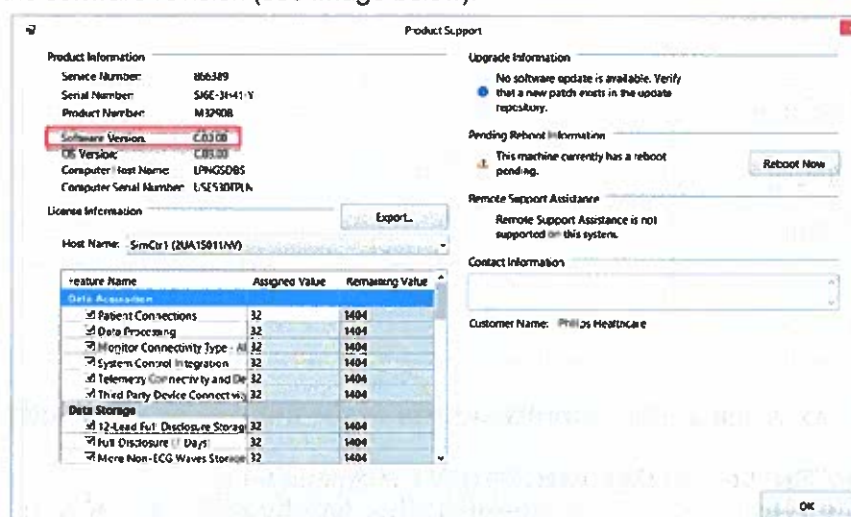 Product Support
Product Information
Service Number: 866389
Serial Number:
Product Number: M3290B
Software Version: C.03.00
OS Version: C.03.00
Computer Host Name: LPNGSDBS
Computer Serial Number:
License Information
Export...
Host Name: SimCtr1 (2UA15011NV)
Feature Name Assigned Value Remaining Value
Data Acquisition
Patient Connections 32 1404
Data Processing 32 1404
Monitor Connectivity Type - Al 32 1404
System Control Integration 32 1404
Telemetry Connectivity and De 32 1404
Third Party Device Connectivity 32 1404
Data Storage
12-Lead Full Disclosure Storage 32 1404
Full Disclosure (7 Days) 32 1404
More Non-ECG Waves Storage 32 1404
Upgrade Information
No software update is available. Verify
that a new patch exists in the update
repository.
Pending Reboot Information
This machine currently has a reboot
pending.
Reboot Now
Remote Support Assistance
Remote Support Assistance is not
supported on this system.
Contact Information
Customer Name: Philips Healthcare
OK